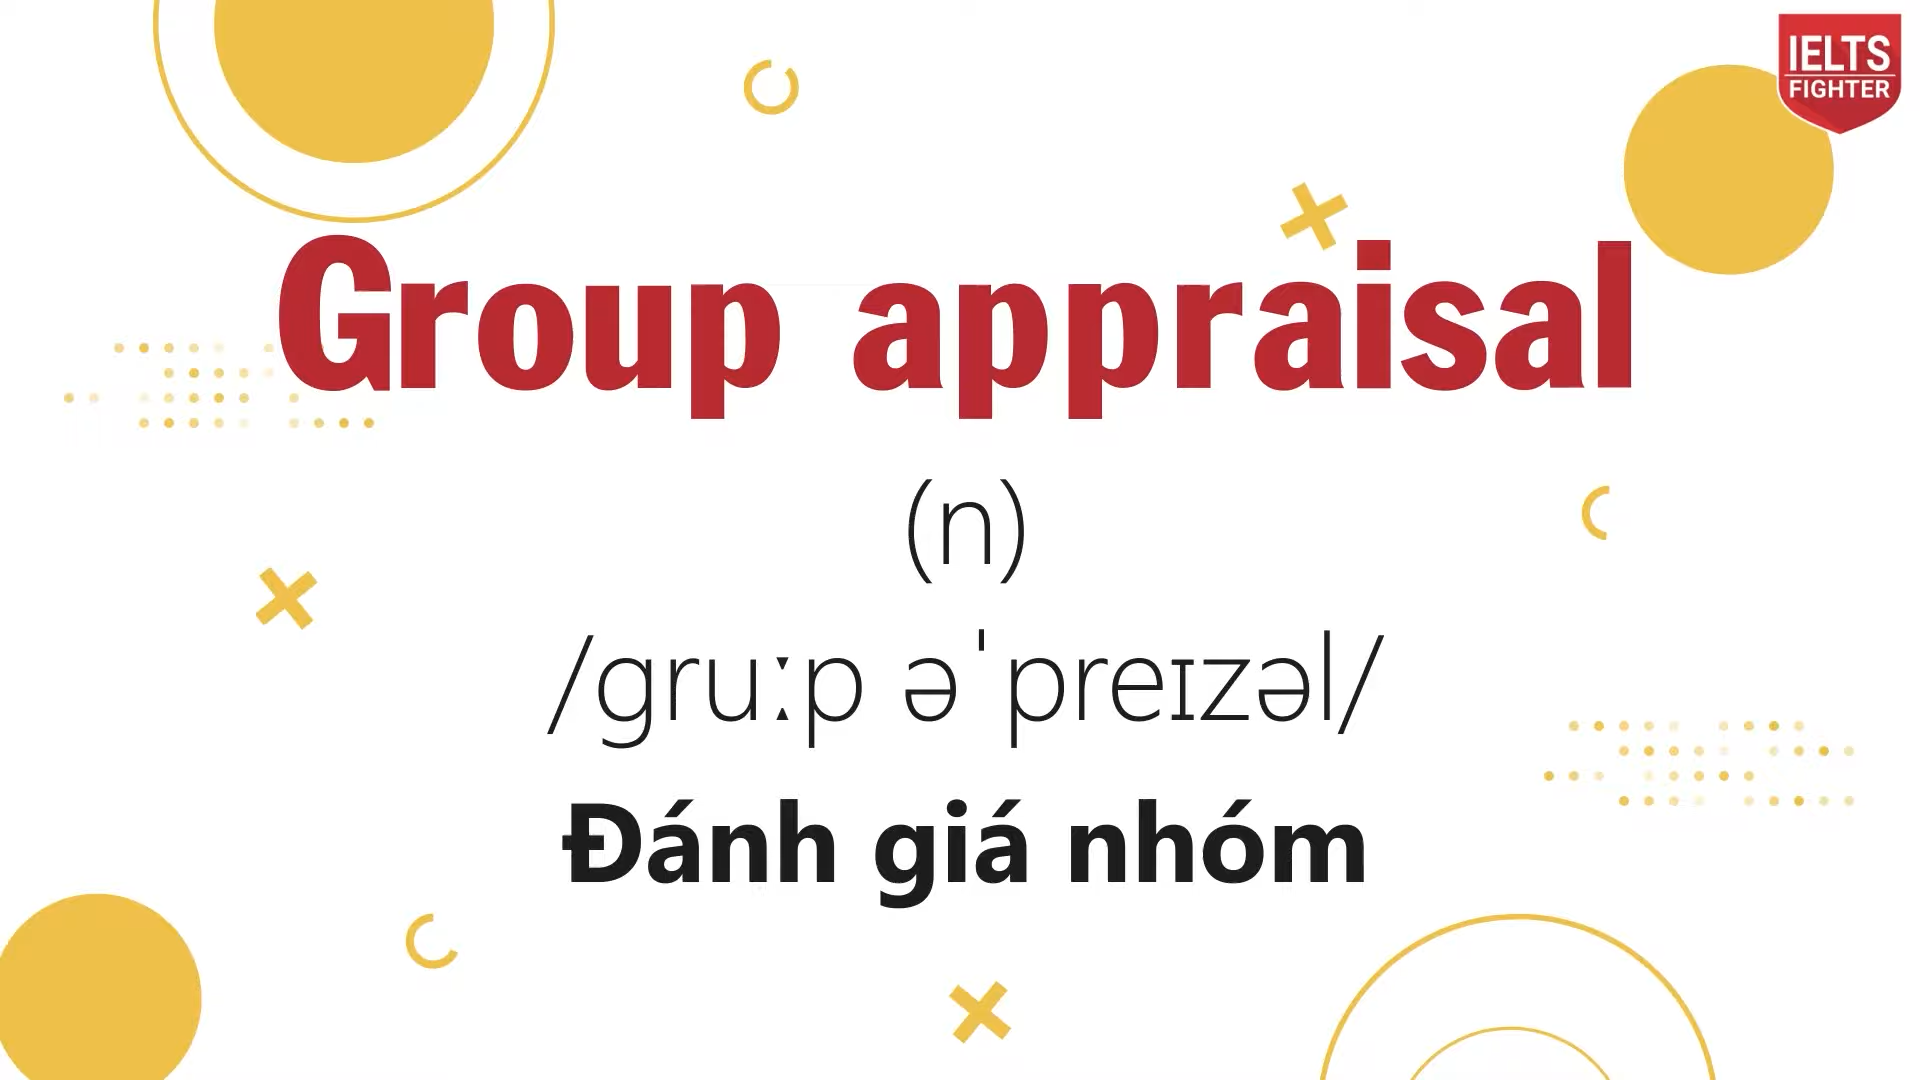 IELTS
FIGHTER
Group appraisal
(n)
/gruːp əˈpreɪzəl/
Đánh giá nhóm